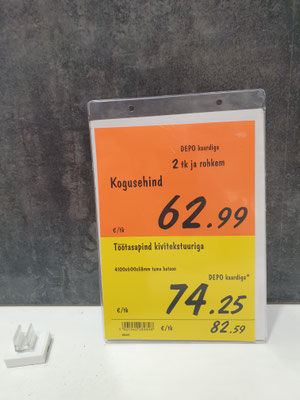 DEPO kaardiga
2 tk ja rohkem
Kogusehind
€/tk
62.99
Töötasapind kivitekstuuriga
4100x600x38mm tume betoon
DEPO kaardiga*
€/tk
74.25
€/tk
82.59